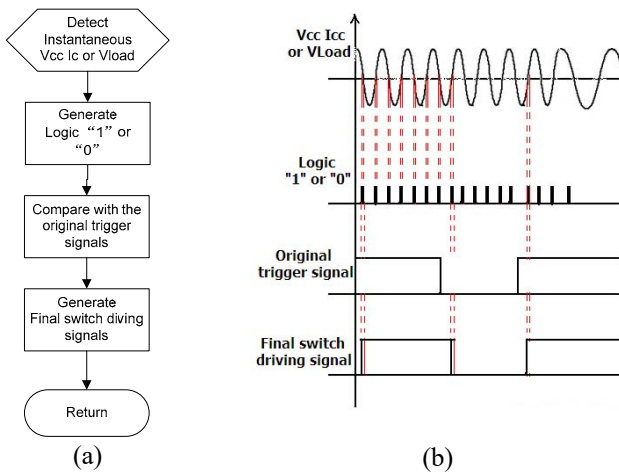 Detect
Instantaneous
Vcc Ic or Vload
Generate
Logic “1” or
“0”
Compare with the
original trigger
signals
Generate
Final switch diving
signals
Return
(a)
Vcc Icc
or VLoad
Logic
"1" or "0"
Original
trigger signal
Final switch
driving signal
(b)